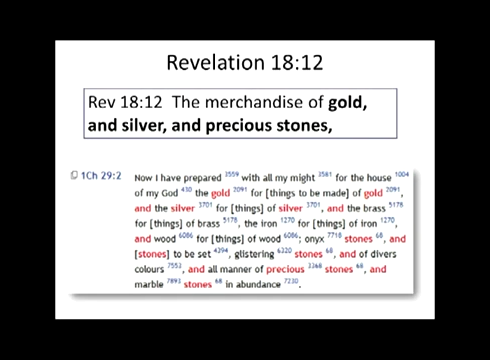 Revelation 18:12
Rev 18:12 The merchandise of gold,
and silver, and precious stones,
1Ch 29:2 Now I have prepared 3559 with all my might 3581 for the house 1004
of my God 430 the gold 2091 for [things to be made] of gold 2091,
and the silver 3701 for [things] of silver 3701, and the brass 5178
for [things] of brass 5178, the iron 1270 for [things] of iron 1270,
and wood 6086 for [things] of wood 6086; onyx 7718 stones 68, and
[stones] to be set 4394, glistering 6320 stones 68, and of divers
colours 7553, and all manner of precious 3368 stones 68, and
marble 7893 stones 68 in abundance 7230.